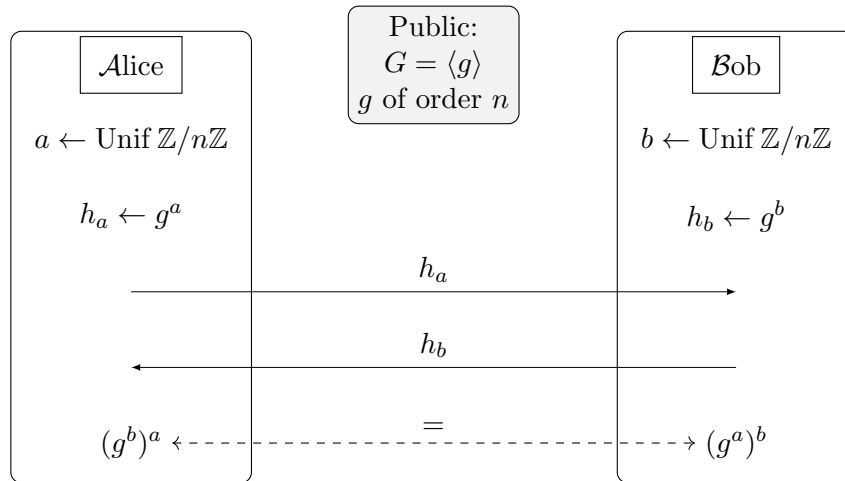 Public:
G = ⟨g⟩
g of order n
𝒜lice
ℬob
a ← Unif ℤ/nℤ
b ← Unif ℤ/nℤ
h_a ← g^a
h_b ← g^b
h_a
h_b
(g^b)^a = (g^a)^b